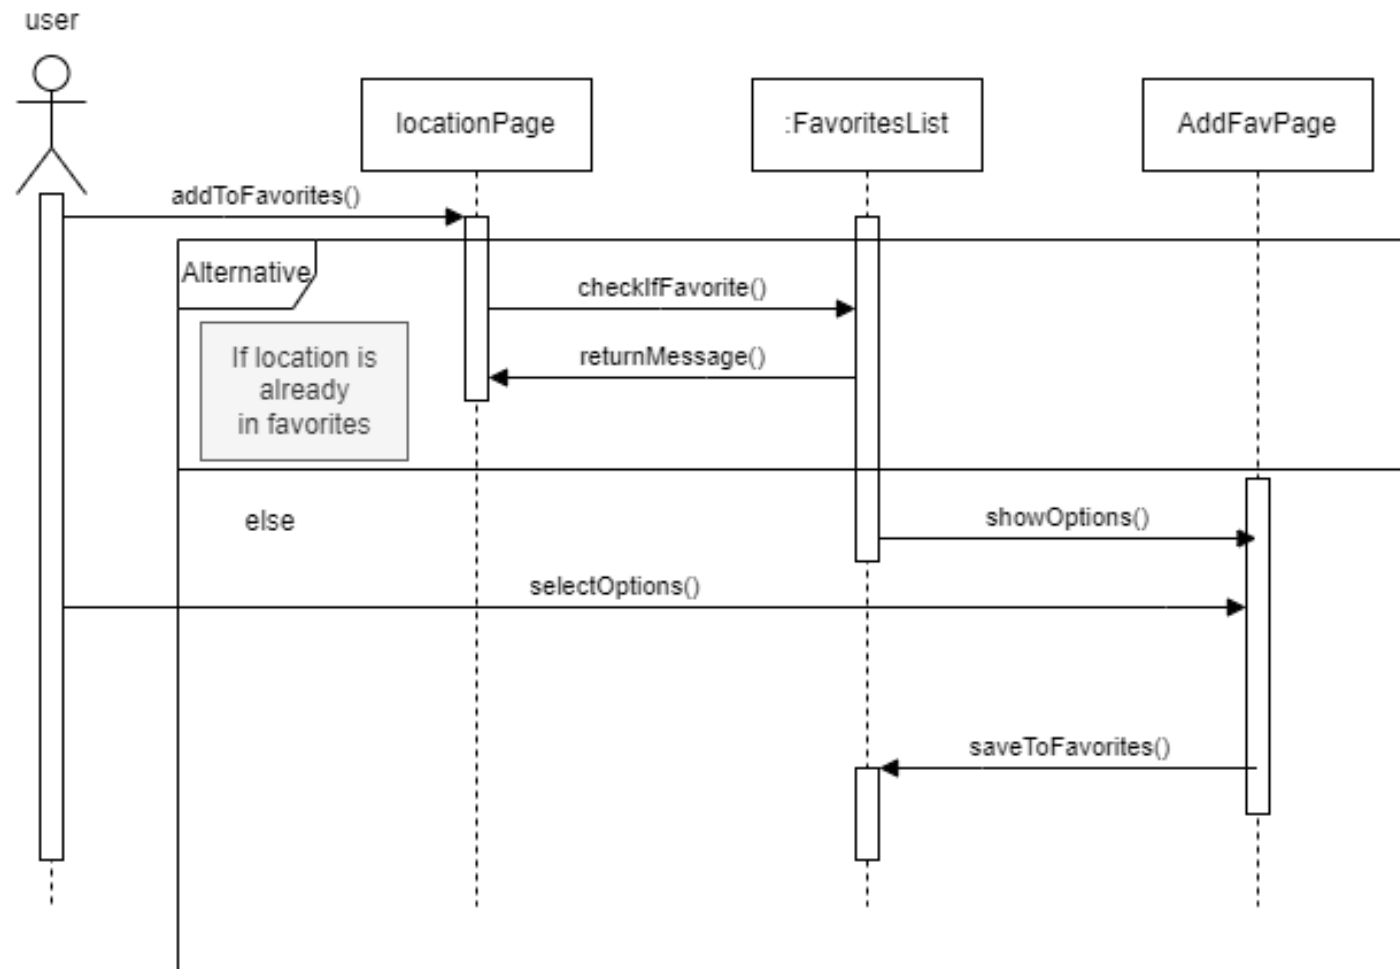 user
locationPage
:FavoritesList
AddFavPage
addToFavorites()
Alternative
checkIfFavorite()
If location is
already
in favorites
returnMessage()
else
showOptions()
selectOptions()
saveToFavorites()